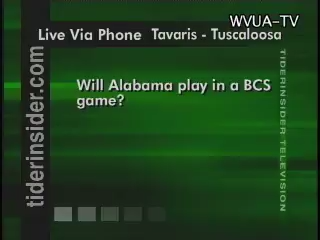 WVUA-TV
Live Via Phone Tavaris - Tuscaloosa
Will Alabama play in a BCS
game?
tiderinsider.com
TIDERINSIDER TELEVISION